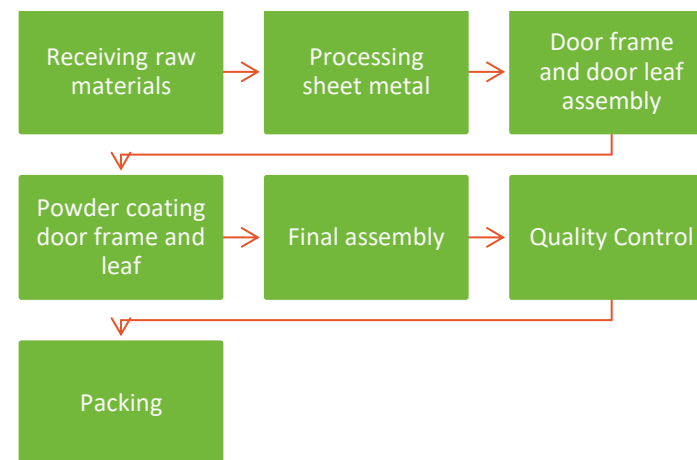 Receiving raw
materials
Processing
sheet metal
Door frame
and door leaf
assembly
Powder coating
door frame and
leaf
Final assembly
Quality Control
Packing